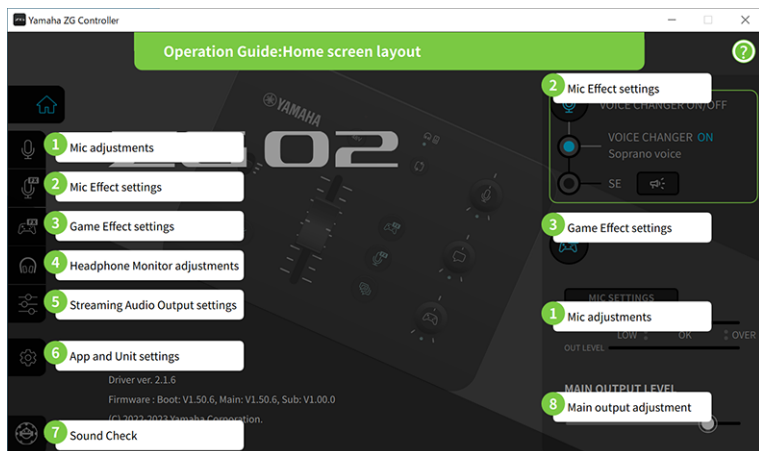 Yamaha ZG Controller
Operation Guide:Home screen layout
?
2 Mic Effect settings
VOICE CHANGER ON/OFF
YAMAHA
ZG02
1 Mic adjustments
VOICE CHANGER ON
Soprano voice
2 Mic Effect settings
FX
SE
3 Game Effect settings
FX
3 Game Effect settings
4 Headphone Monitor adjustments
5 Streaming Audio Output settings
MIC SETTINGS
1 Mic adjustments
LOW OK OVER
OUT LEVEL
6 App and Unit settings
Driver ver. 2.1.6
Firmware : Boot: V1.50.6, Main: V1.50.6, Sub: V1.00.0
MAIN OUTPUT LEVEL
8 Main output adjustment
(C) 2022-2023 Yamaha Corporation.
7 Sound Check